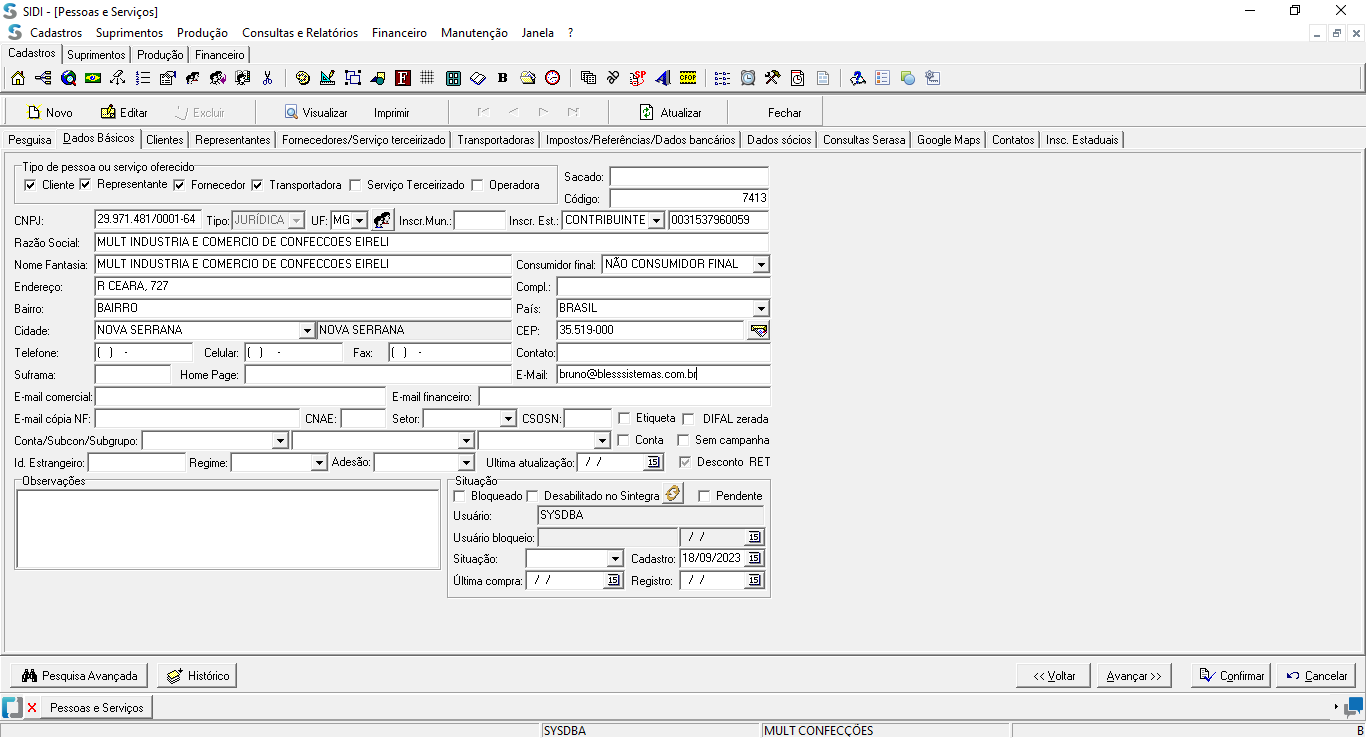 SIDI - [Pessoas e Serviços]
Cadastros Suprimentos Produção Consultas e Relatórios Financeiro Manutenção Janela ?
Cadastros Suprimentos Produção Financeiro
F B SP CFOP
Novo Editar Excluir Visualizar Imprimir Atualizar Fechar
Pesquisa Dados Básicos Clientes Representantes Fornecedores/Serviço terceirizado Transportadoras Impostos/Referências/Dados bancários Dados sócios Consultas Serasa Google Maps Contatos Insc. Estaduais
Tipo de pessoa ou serviço oferecido
Cliente Representante Fornecedor Transportadora Serviço Terceirizado Operadora
Sacado:
Código: 7413
CNPJ: 29.971.481/0001-64 Tipo: JURÍDICA UF: MG Inscr.Mun.: Inscr. Est.: CONTRIBUINTE 0031537960059
Razão Social: MULT INDUSTRIA E COMERCIO DE CONFECCOES EIRELI
Nome Fantasia: MULT INDUSTRIA E COMERCIO DE CONFECCOES EIRELI Consumidor final: NÃO CONSUMIDOR FINAL
Endereço: R CEARA, 727 Compl.:
Bairro: BAIRRO País: BRASIL
Cidade: NOVA SERRANA NOVA SERRANA CEP: 35.519-000
Telefone: ( ) - Celular: ( ) - Fax: ( ) - Contato:
Suframa: Home Page: E-Mail: bruno@blesssistemas.com.br
E-mail comercial: E-mail financeiro:
E-mail cópia NF: CNAE: Setor: CSOSN: Etiqueta DIFAL zerada
Conta/Subcon/Subgrupo: Conta Sem campanha
Id. Estrangeiro: Regime: Adesão: Ultima atualização: / / 15 Desconto RET
Observações
Situação
Bloqueado Desabilitado no Sintegra Pendente
Usuário: SYSDBA
Usuário bloqueio: / / 15
Situação: Cadastro: 18/09/2023 15
Última compra: / / 15 Registro: / / 15
Pesquisa Avançada Histórico << Voltar Avançar >> Confirmar Cancelar
Pessoas e Serviços
SYSDBA MULT CONFECÇÕES B